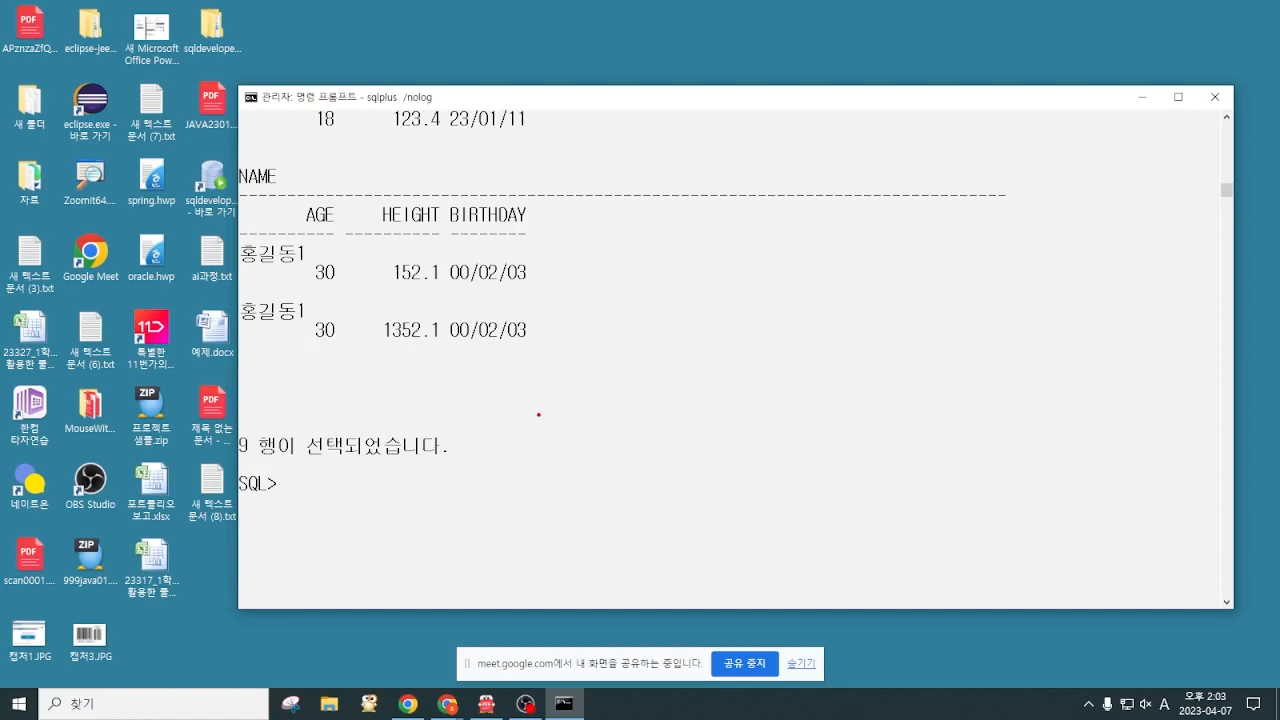 PDF
APznzaZfQ...
eclipse-jee...
새 Microsoft
Office Pow...
sqldevelope...
새 폴더
eclipse.exe -
바로 가기
새 텍스트
문서 (7).txt
PDF
JAVA2301...
자료
ZoomIt64....
spring.hwp
sqldevelop...
- 바로 가기
새 텍스트
문서 (3).txt
Google Meet
oracle.hwp
ai과정.txt
23327_1학...
활용한 풀...
새 텍스트
문서 (6).txt
특별한
11번가의...
예제.docx
한컴
타자연습
MouseWit...
ZIP
프로젝트
샘플.zip
PDF
제목 없는
문서 - ...
네이트온
OBS Studio
포트폴리오
보고.xlsx
새 텍스트
문서 (8).txt
PDF
scan0001....
ZIP
999java01....
23317_1학...
활용한 풀...
캡처1.JPG
캡처3.JPG
관리자: 명령 프롬프트 - sqlplus /nolog
18 123.4 23/01/11
NAME
--------------------------------------------------------------------------------
AGE HEIGHT BIRTHDAY
---------- ---------- --------
홍길동1
30 152.1 00/02/03
홍길동1
30 1352.1 00/02/03
9 행이 선택되었습니다.
SQL>
meet.google.com에서 내 화면을 공유하는 중입니다. 공유 중지 숨기기
찾기
A
오후 2:03
2023-04-07